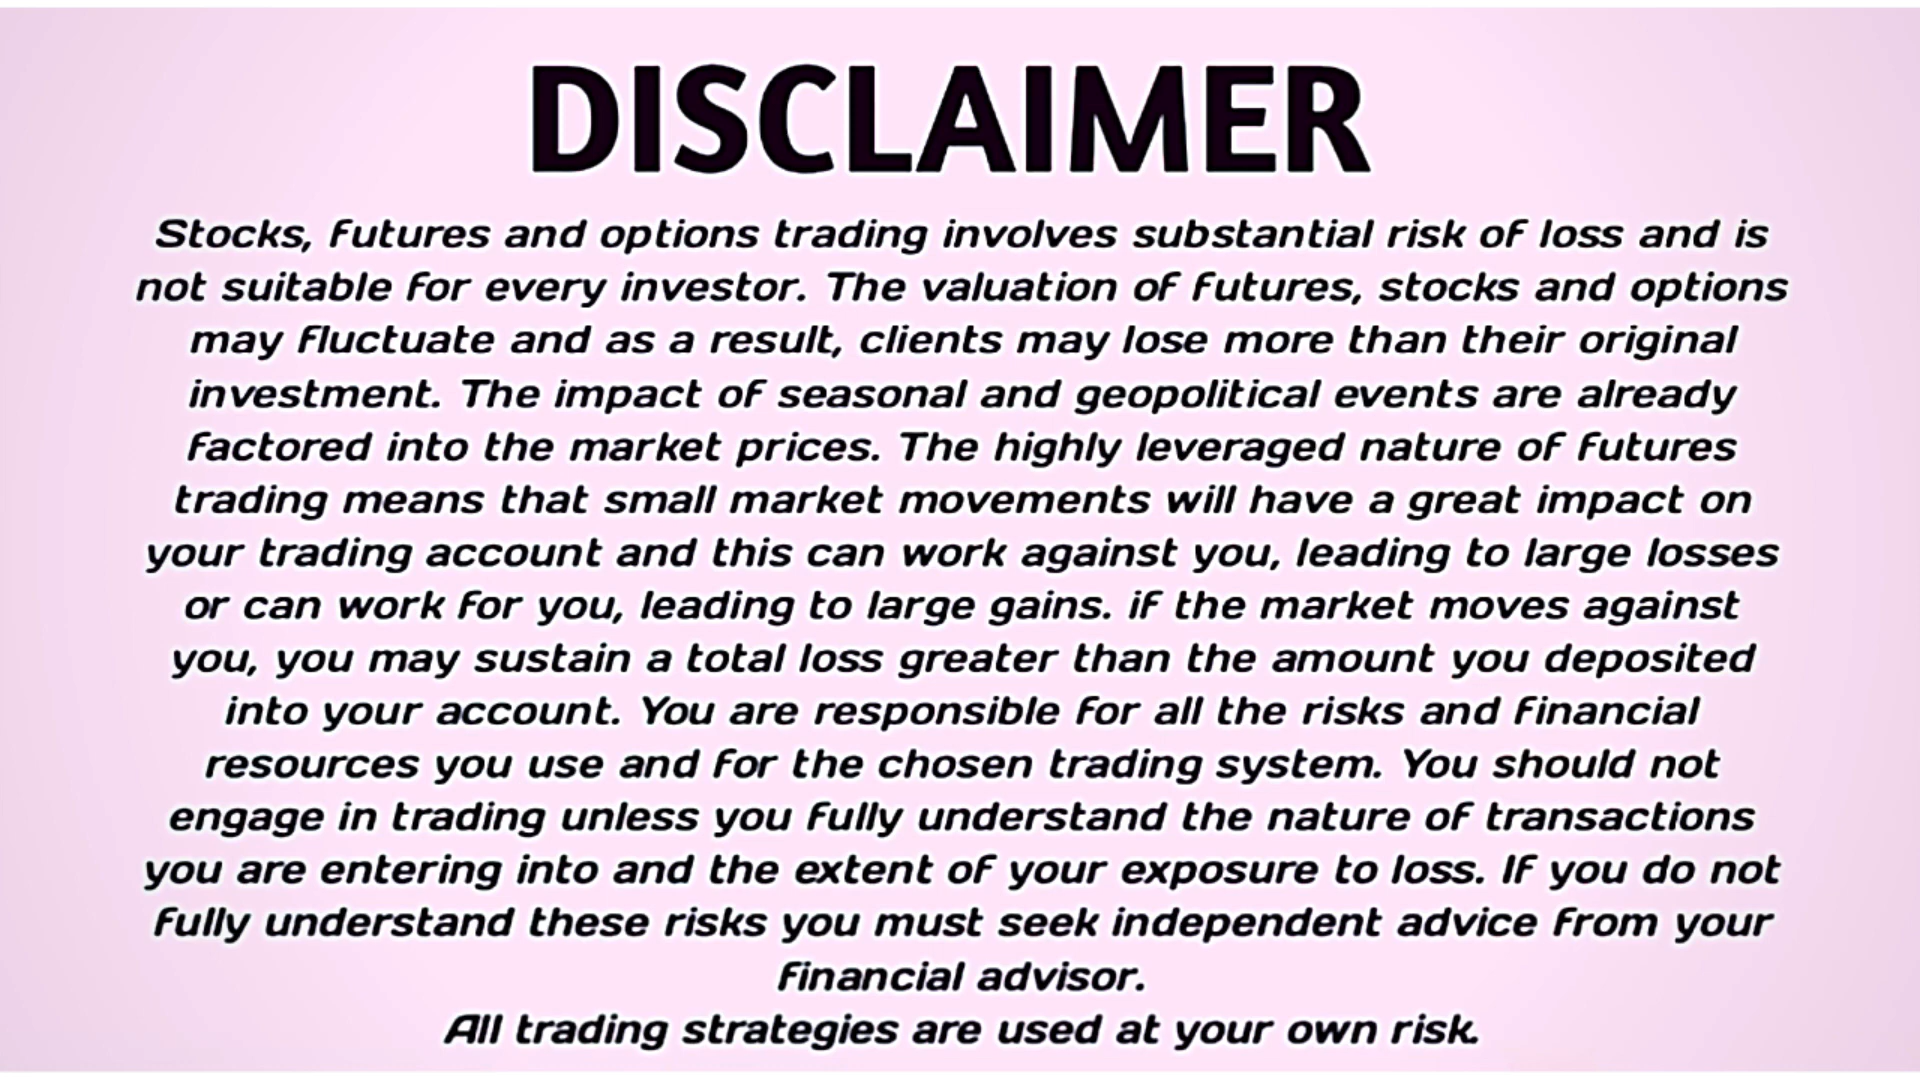 DISCLAIMER
Stocks, futures and options trading involves substantial risk of loss and is
not suitable for every investor. The valuation of futures, stocks and options
may fluctuate and as a result, clients may lose more than their original
investment. The impact of seasonal and geopolitical events are already
factored into the market prices. The highly leveraged nature of futures
trading means that small market movements will have a great impact on
your trading account and this can work against you, leading to large losses
or can work for you, leading to large gains. if the market moves against
you, you may sustain a total loss greater than the amount you deposited
into your account. You are responsible for all the risks and financial
resources you use and for the chosen trading system. You should not
engage in trading unless you fully understand the nature of transactions
you are entering into and the extent of your exposure to loss. If you do not
fully understand these risks you must seek independent advice from your
financial advisor.
All trading strategies are used at your own risk.